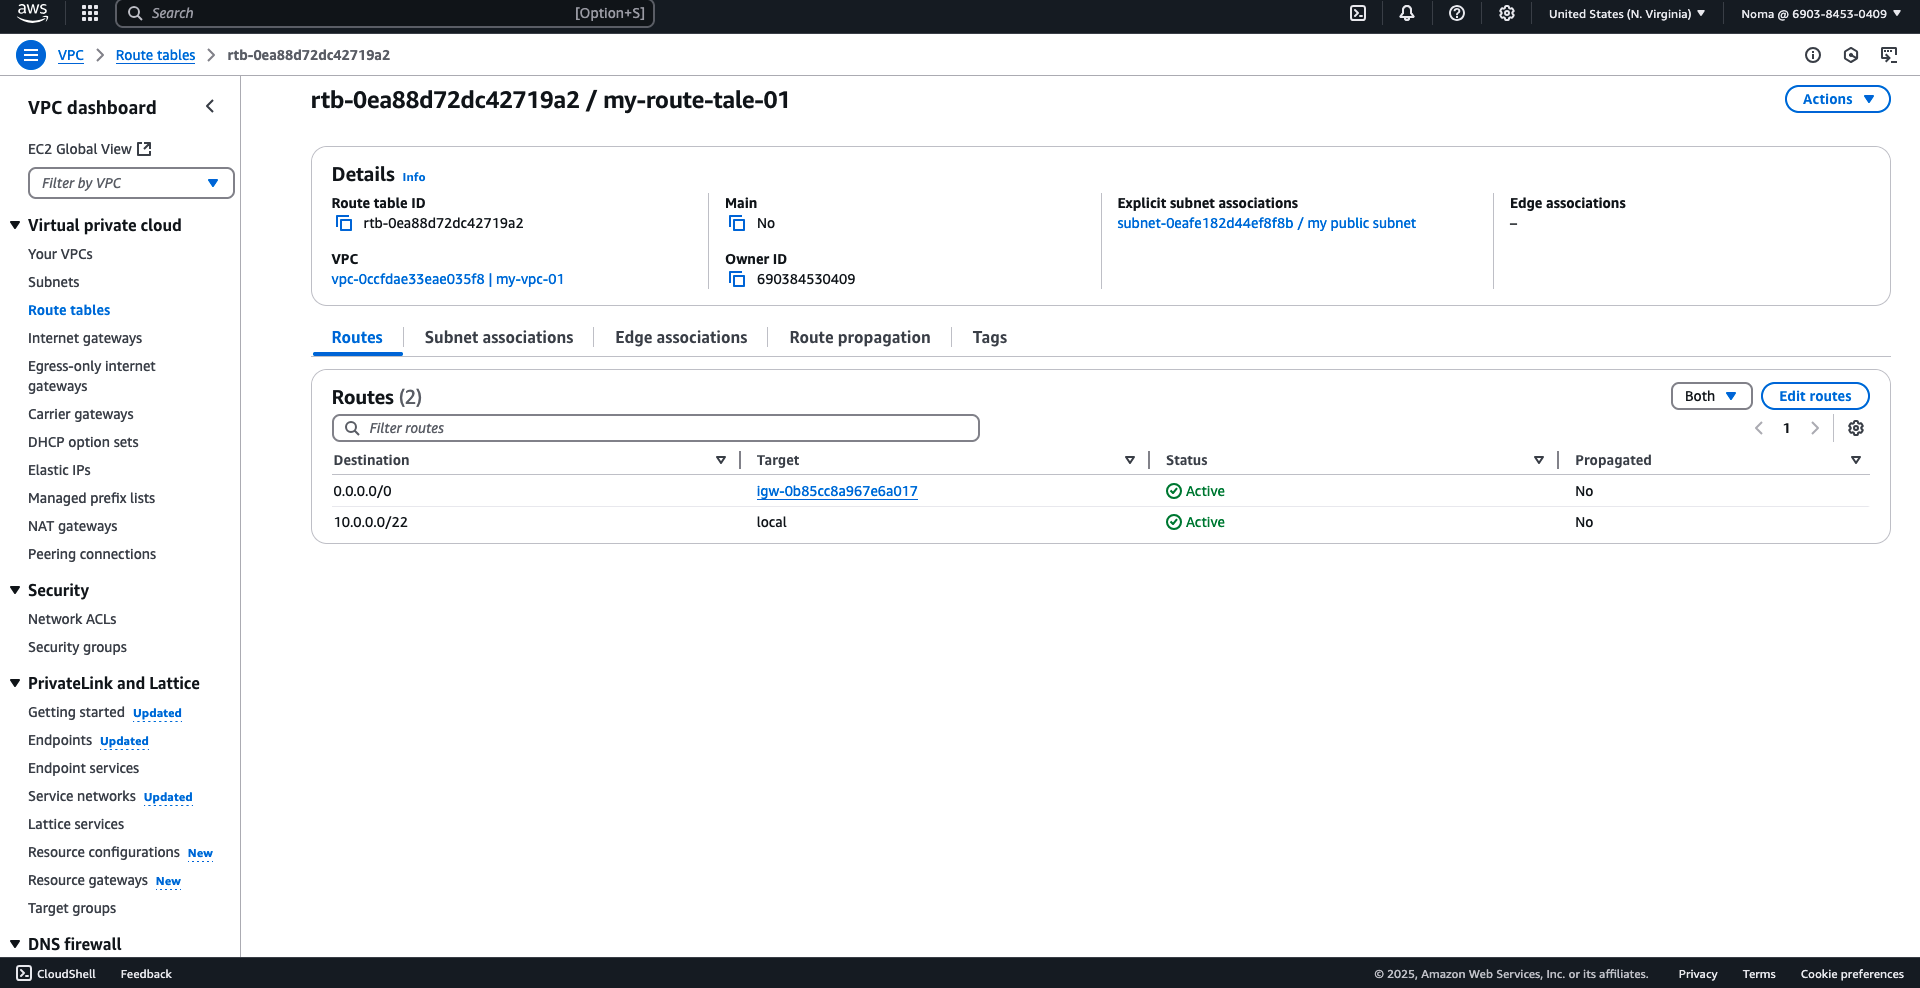 aws
Search [Option+S]
United States (N. Virginia)
Noma @ 6903-8453-0409
VPC > Route tables > rtb-0ea88d72dc42719a2
VPC dashboard
EC2 Global View
Filter by VPC
Virtual private cloud
Your VPCs
Subnets
Route tables
Internet gateways
Egress-only internet
gateways
Carrier gateways
DHCP option sets
Elastic IPs
Managed prefix lists
NAT gateways
Peering connections
Security
Network ACLs
Security groups
PrivateLink and Lattice
Getting started Updated
Endpoints Updated
Endpoint services
Service networks Updated
Lattice services
Resource configurations New
Resource gateways New
Target groups
DNS firewall
rtb-0ea88d72dc42719a2 / my-route-tale-01
Actions
Details Info
Route table ID
rtb-0ea88d72dc42719a2
Main
No
Explicit subnet associations
subnet-0eafe182d44ef8f8b / my public subnet
Edge associations
–
VPC
vpc-0ccfdae33eae035f8 | my-vpc-01
Owner ID
690384530409
Routes
Subnet associations
Edge associations
Route propagation
Tags
Routes (2)
Both
Edit routes
Filter routes
1
Destination Target Status Propagated
0.0.0.0/0 igw-0b85cc8a967e6a017 Active No
10.0.0.0/22 local Active No
CloudShell Feedback
© 2025, Amazon Web Services, Inc. or its affiliates. Privacy Terms Cookie preferences